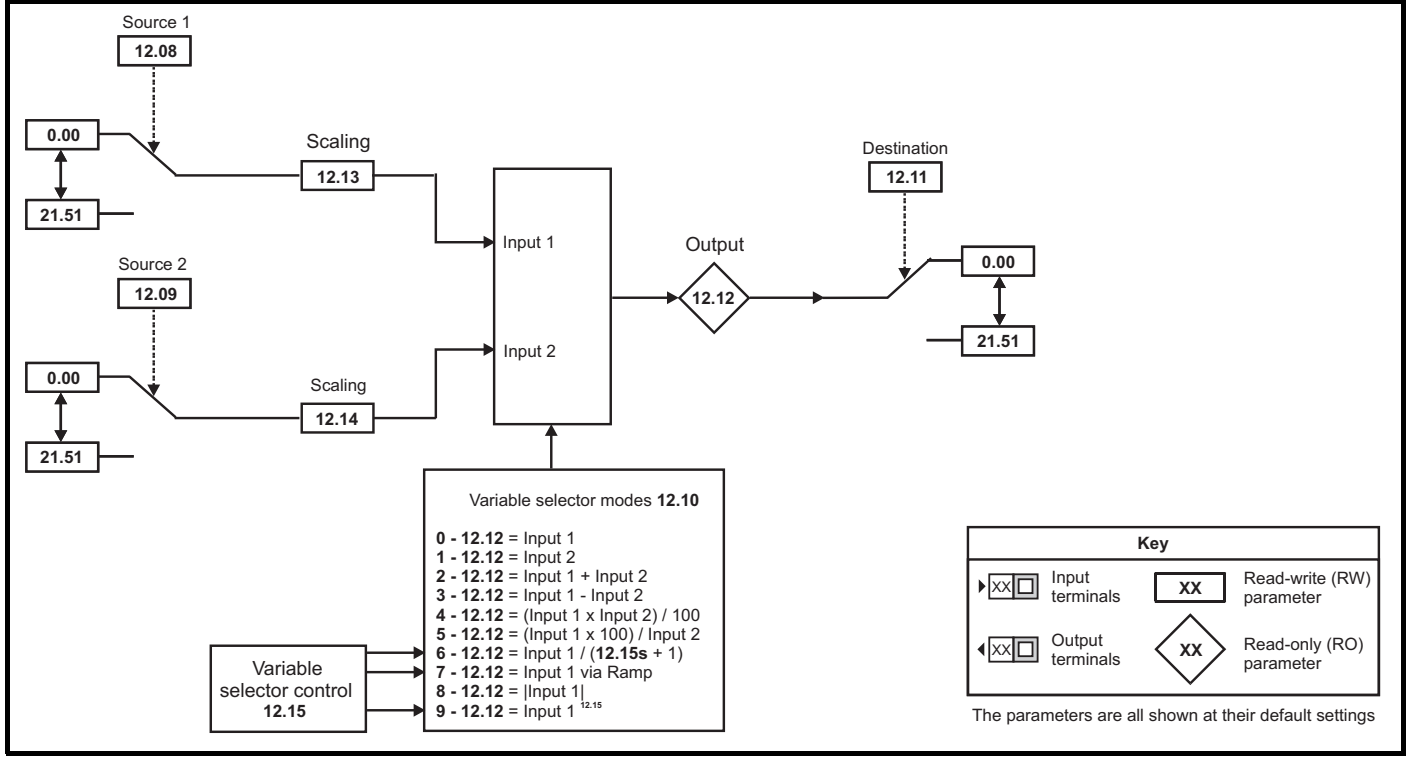 Source 1
12.08
0.00
21.51
Scaling
12.13
Source 2
12.09
0.00
21.51
Scaling
12.14
Input 1
Input 2
Output
12.12
Destination
12.11
0.00
21.51
Variable selector modes 12.10
0 - 12.12 = Input 1
1 - 12.12 = Input 2
2 - 12.12 = Input 1 + Input 2
3 - 12.12 = Input 1 - Input 2
4 - 12.12 = (Input 1 x Input 2) / 100
5 - 12.12 = (Input 1 x 100) / Input 2
6 - 12.12 = Input 1 / (12.15s + 1)
7 - 12.12 = Input 1 via Ramp
8 - 12.12 = |Input 1|
9 - 12.12 = Input 1 12.15
Variable
selector control
12.15
Key
XX
Input
terminals
XX
Read-write (RW)
parameter
XX
Output
terminals
XX
Read-only (RO)
parameter
The parameters are all shown at their default settings